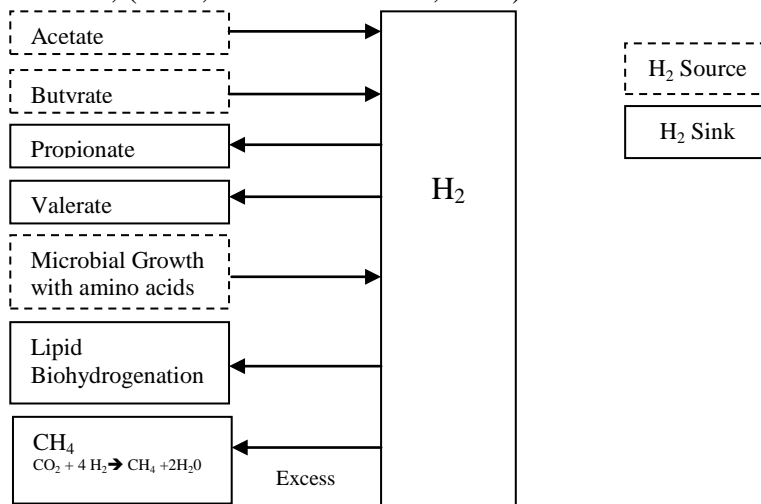 Acetate
Butyrate
Propionate
Valerate
Microbial Growth
with amino acids
Lipid
Biohydrogenation
CH₄
CO₂ + 4 H₂➔ CH₄ +2H₂0
Excess
H₂
H₂ Source
H₂ Sink